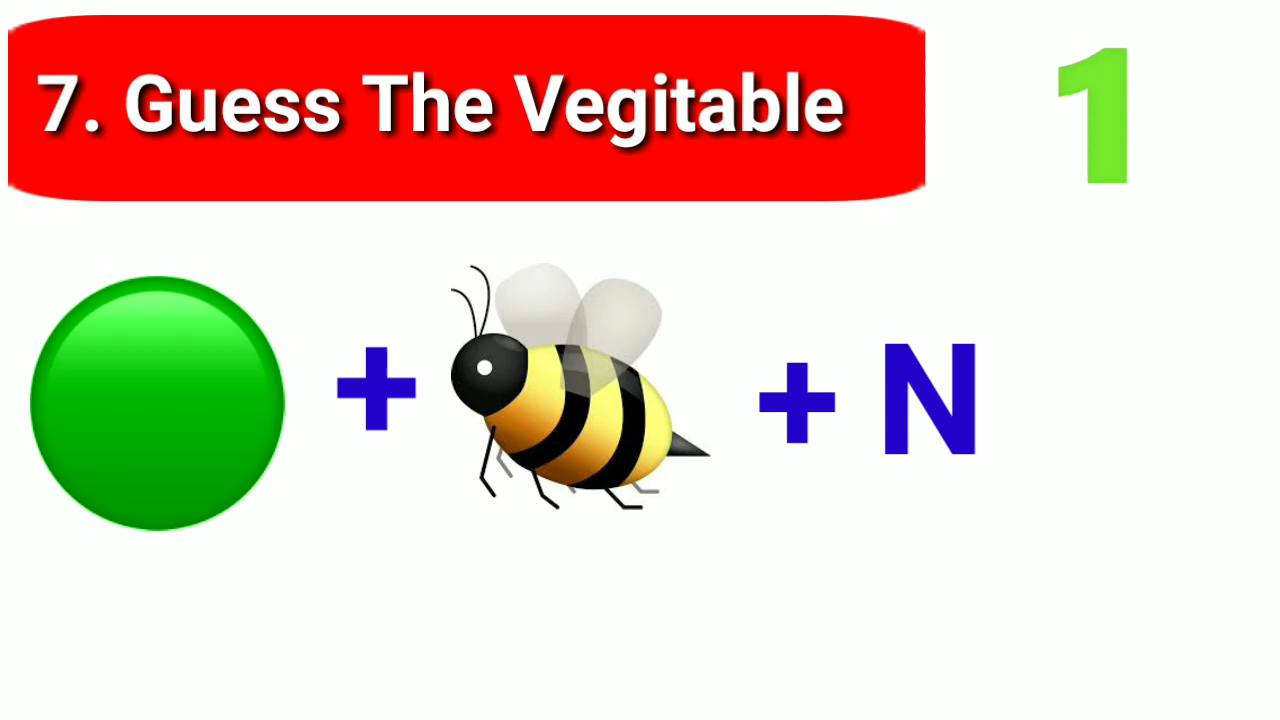 7. Guess The Vegitable
1
+ + N